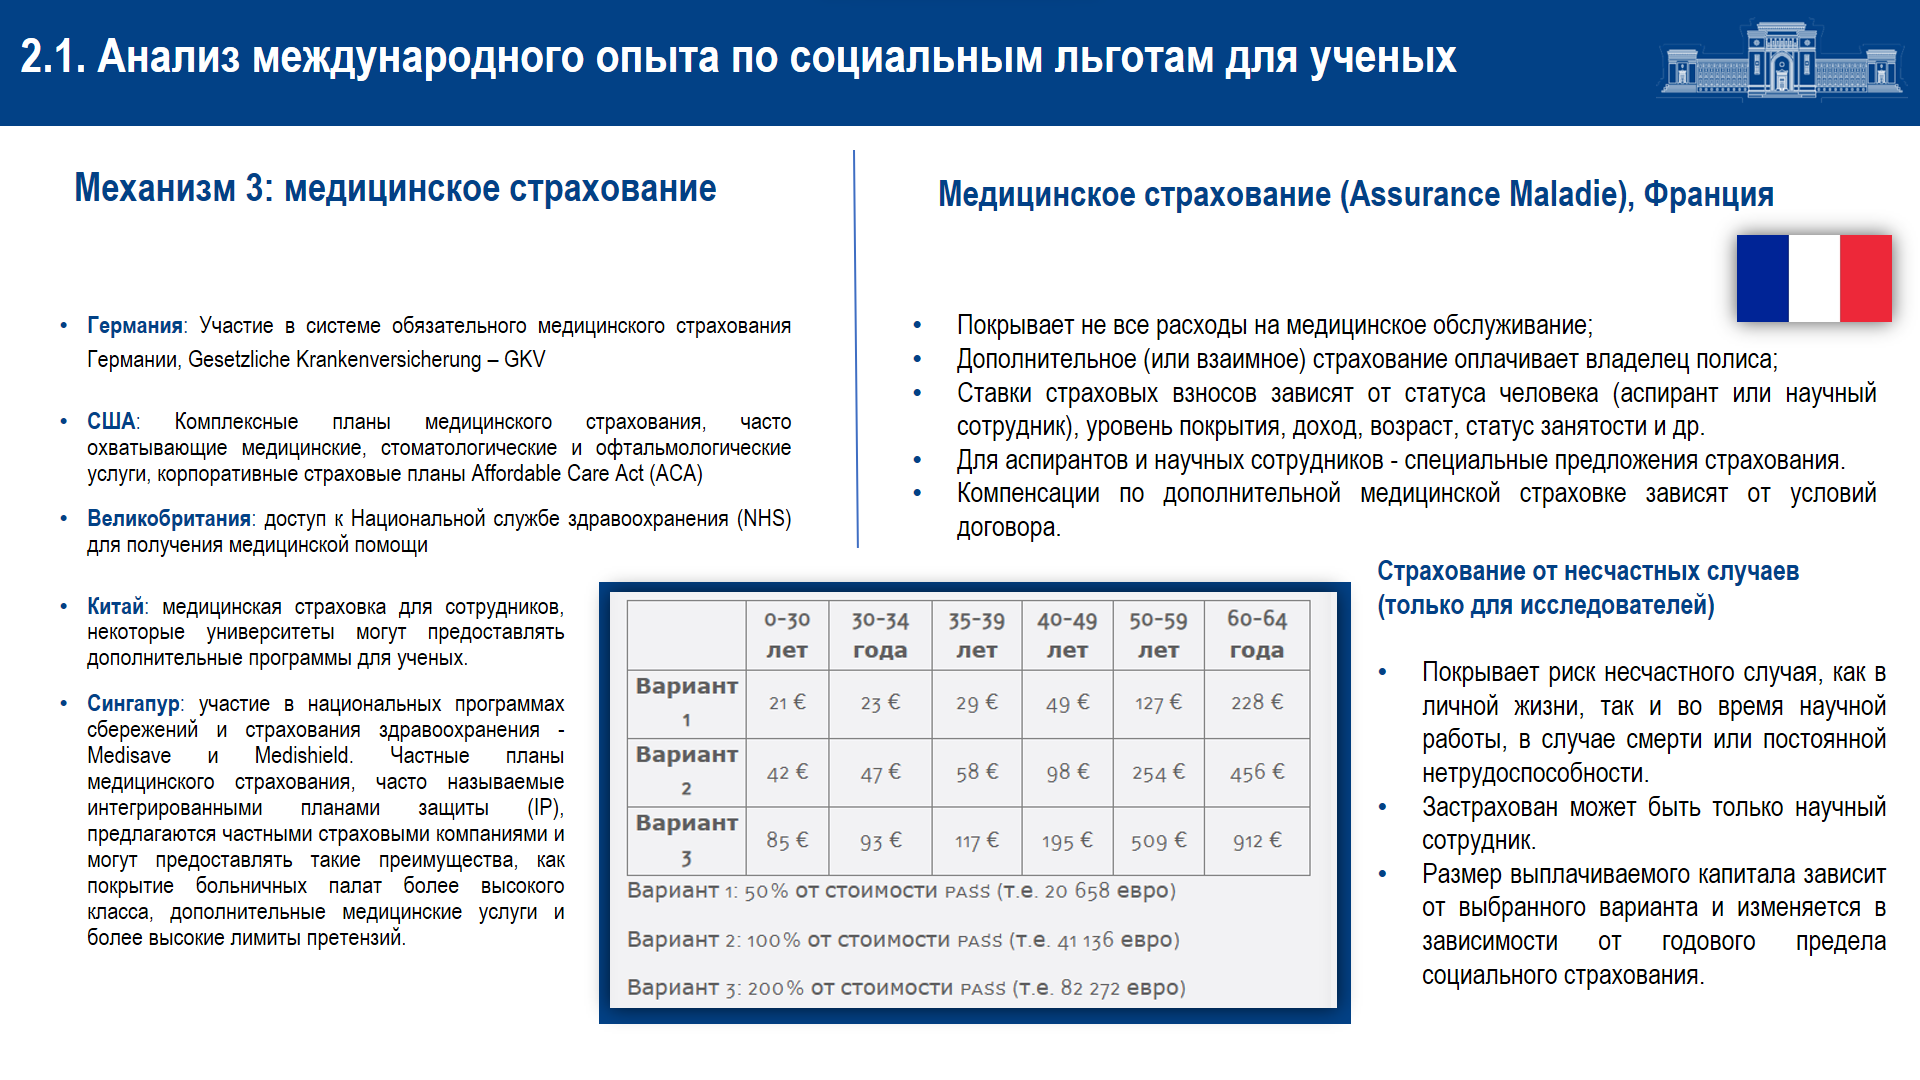 2.1. Анализ международного опыта по социальным льготам для ученых
Механизм 3: медицинское страхование
• Германия: Участие в системе обязательного медицинского страхования
Германии, Gesetzliche Krankenversicherung – GKV
• США: Комплексные планы медицинского страхования, часто
охватывающие медицинские, стоматологические и офтальмологические
услуги, корпоративные страховые планы Affordable Care Act (ACA)
• Великобритания: доступ к Национальной службе здравоохранения (NHS)
для получения медицинской помощи
• Китай: медицинская страховка для сотрудников,
некоторые университеты могут предоставлять
дополнительные программы для ученых.
• Сингапур: участие в национальных программах
сбережений и страхования здравоохранения -
Medisave и Medishield. Частные планы
медицинского страхования, часто называемые
интегрированными планами защиты (IP),
предлагаются частными страховыми компаниями и
могут предоставлять такие преимущества, как
покрытие больничных палат более высокого
класса, дополнительные медицинские услуги и
более высокие лимиты претензий.
Медицинское страхование (Assurance Maladie), Франция
• Покрывает не все расходы на медицинское обслуживание;
• Дополнительное (или взаимное) страхование оплачивает владелец полиса;
• Ставки страховых взносов зависят от статуса человека (аспирант или научный
сотрудник), уровень покрытия, доход, возраст, статус занятости и др.
• Для аспирантов и научных сотрудников - специальные предложения страхования.
• Компенсации по дополнительной медицинской страховке зависят от условий
договора.
0-30 лет 30-34 года 35-39 лет 40-49 лет 50-59 лет 60-64 года
Вариант 1 21 € 23 € 29 € 49 € 127 € 228 €
Вариант 2 42 € 47 € 58 € 98 € 254 € 456 €
Вариант 3 85 € 93 € 117 € 195 € 509 € 912 €
Вариант 1: 50% от стоимости PASS (т.е. 20 658 евро)
Вариант 2: 100% от стоимости PASS (т.е. 41 136 евро)
Вариант 3: 200% от стоимости PASS (т.е. 82 272 евро)
Страхование от несчастных случаев
(только для исследователей)
• Покрывает риск несчастного случая, как в
личной жизни, так и во время научной
работы, в случае смерти или постоянной
нетрудоспособности.
• Застрахован может быть только научный
сотрудник.
• Размер выплачиваемого капитала зависит
от выбранного варианта и изменяется в
зависимости от годового предела
социального страхования.